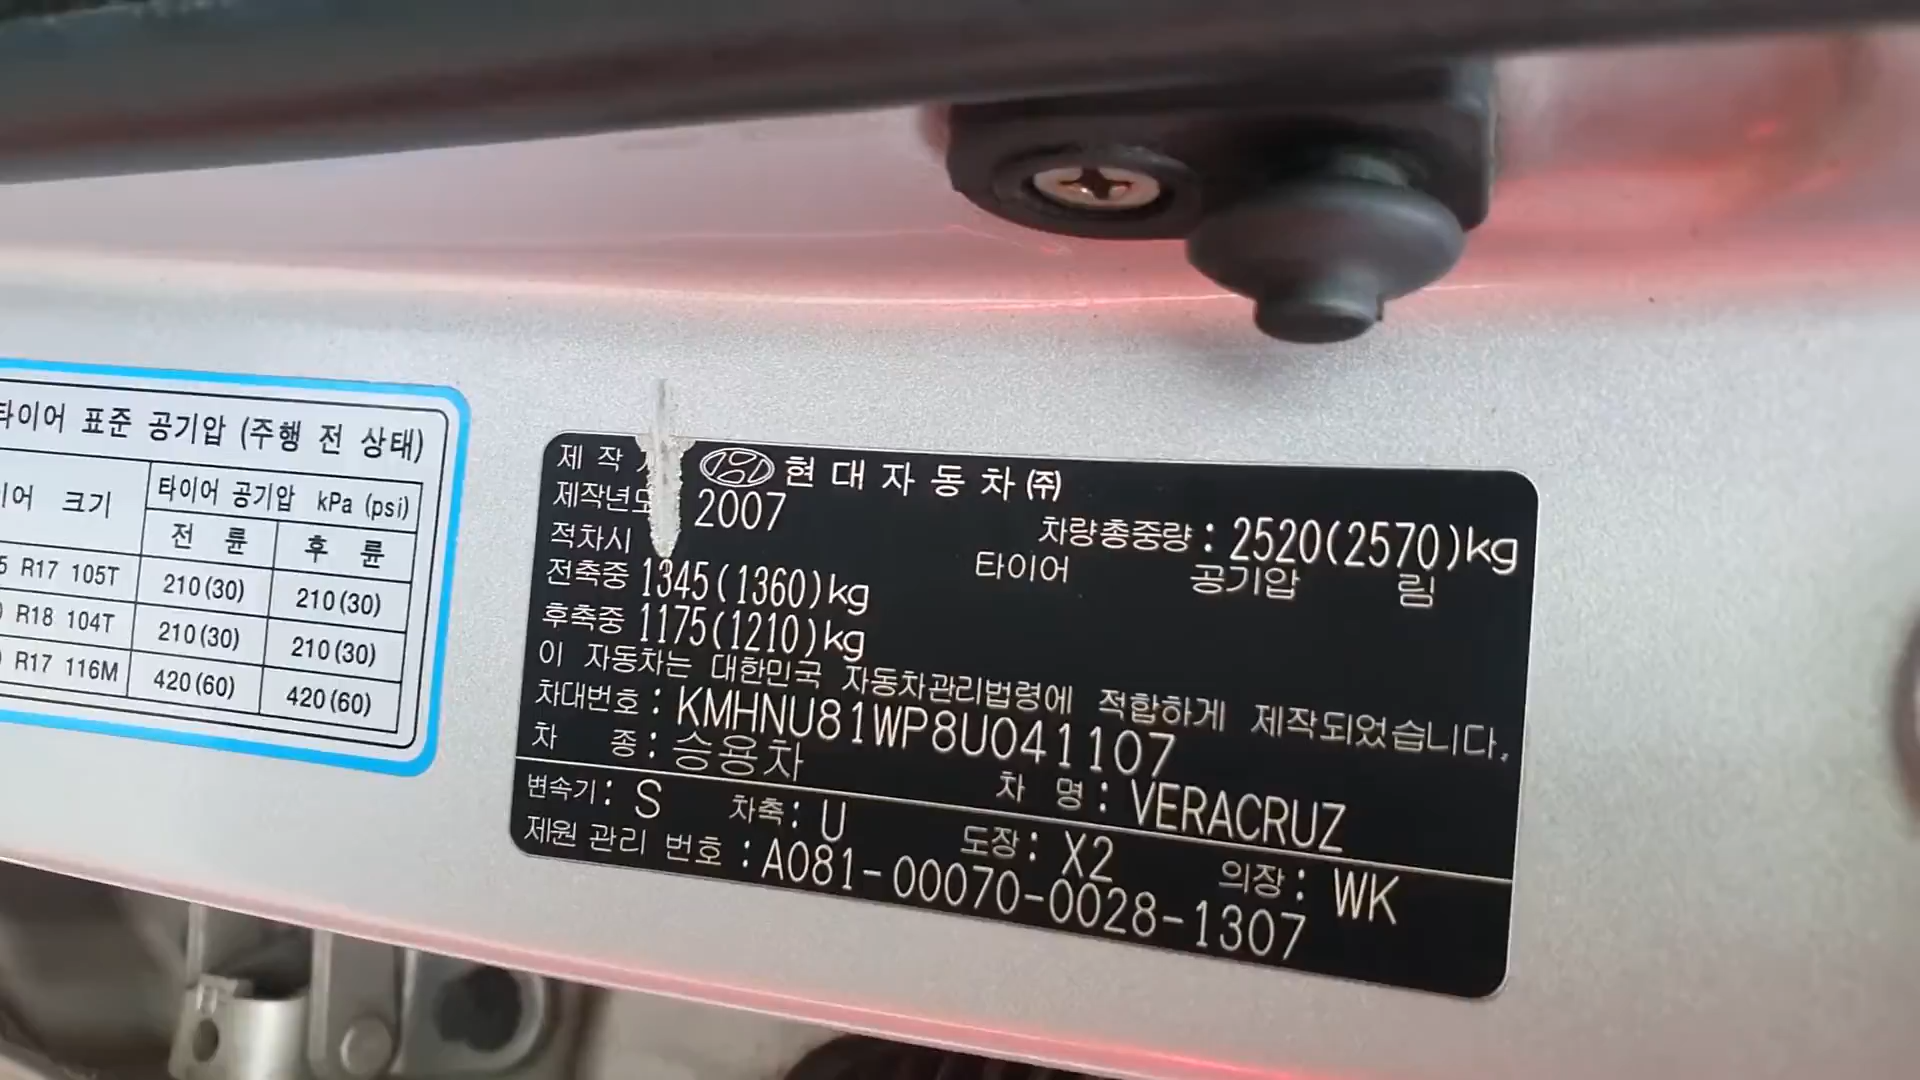 타이어 표준 공기압 (주행 전 상태)
크기
타이어 공기압 kPa (psi)
전 륜 후 륜
R17 105T 210(30) 210(30)
R18 104T 210(30) 210(30)
R17 116M 420(60) 420(60)
제 작 현대자동차(주)
제작년도 2007
적차시 차량총중량 : 2520(2570)kg
전축중 1345(1360)kg 타이어 공기압 림
후축중 1175(1210)kg
이 자동차는 대한민국 자동차관리법령에 적합하게 제작되었습니다.
차대번호 : KMHNU81WP8U041107
차 종 : 승용차 차 명 : VERACRUZ
변속기 : S 차축 : U 도장 : X2 의장 : WK
제원 관리 번호 : A081-00070-0028-1307